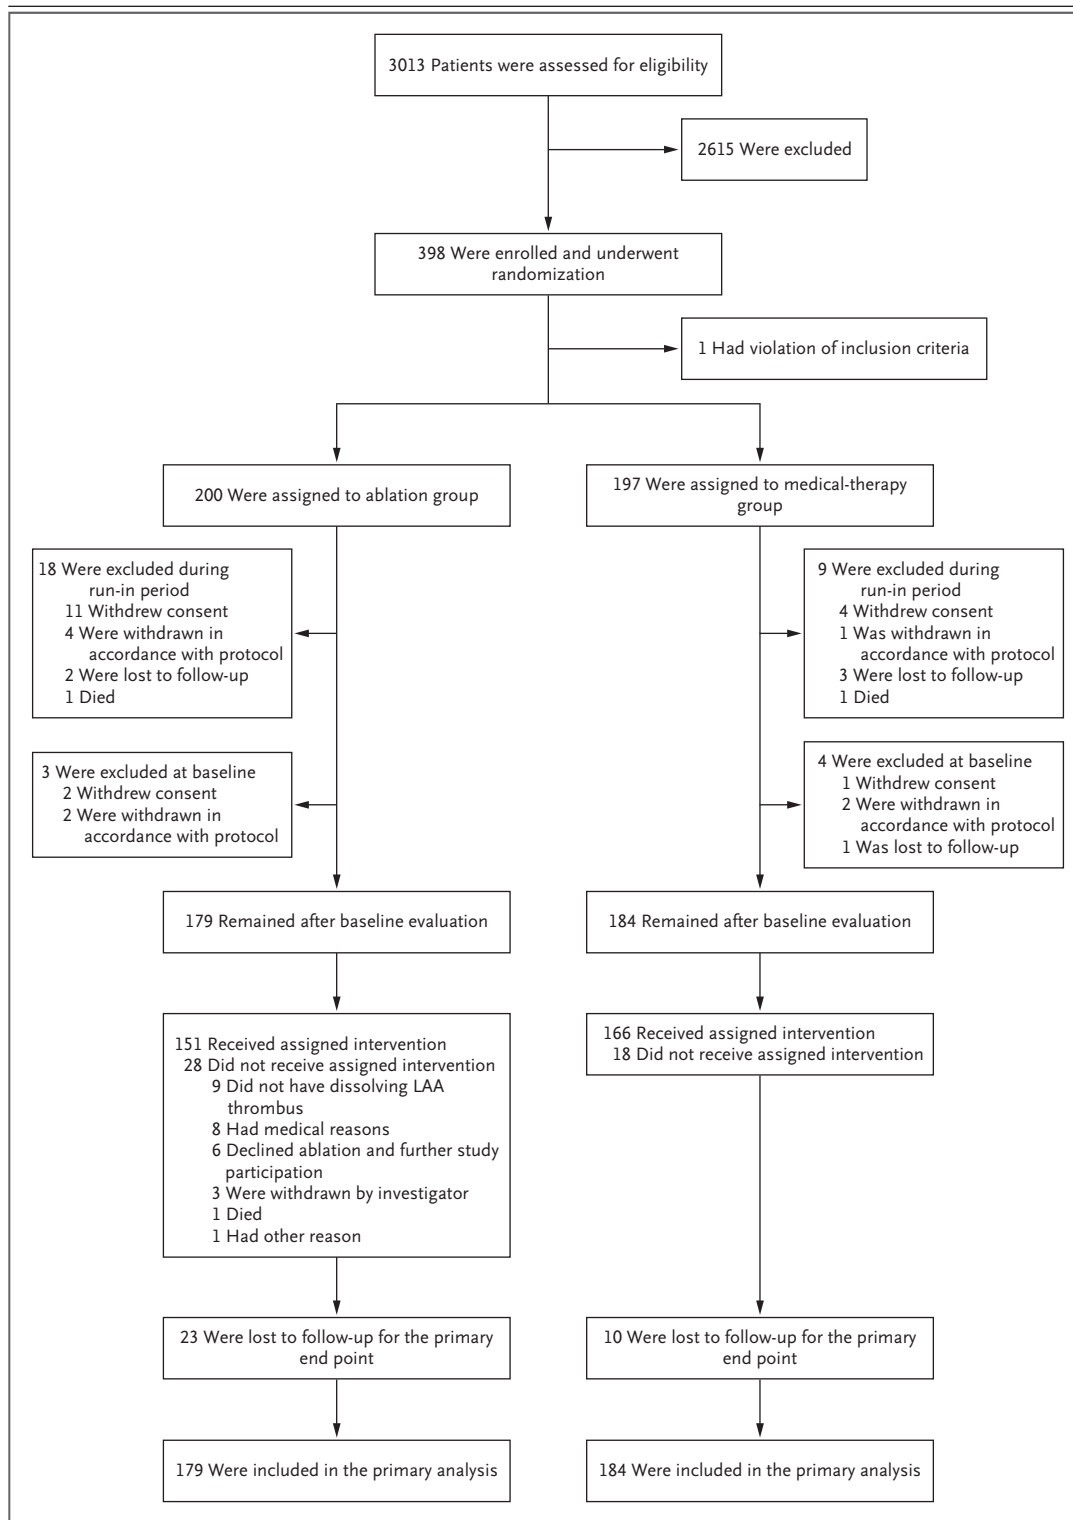 3013 Patients were assessed for eligibility
2615 Were excluded
398 Were enrolled and underwent
randomization
1 Had violation of inclusion criteria
200 Were assigned to ablation group
197 Were assigned to medical-therapy
group
18 Were excluded during
run-in period
11 Withdrew consent
4 Were withdrawn in
accordance with protocol
2 Were lost to follow-up
1 Died
9 Were excluded during
run-in period
4 Withdrew consent
1 Was withdrawn in
accordance with protocol
3 Were lost to follow-up
1 Died
3 Were excluded at baseline
2 Withdrew consent
2 Were withdrawn in
accordance with protocol
4 Were excluded at baseline
1 Withdrew consent
2 Were withdrawn in
accordance with protocol
1 Was lost to follow-up
179 Remained after baseline evaluation
184 Remained after baseline evaluation
151 Received assigned intervention
28 Did not receive assigned intervention
9 Did not have dissolving LAA
thrombus
8 Had medical reasons
6 Declined ablation and further study
participation
3 Were withdrawn by investigator
1 Died
1 Had other reason
166 Received assigned intervention
18 Did not receive assigned intervention
23 Were lost to follow-up for the primary
end point
10 Were lost to follow-up for the primary
end point
179 Were included in the primary analysis
184 Were included in the primary analysis